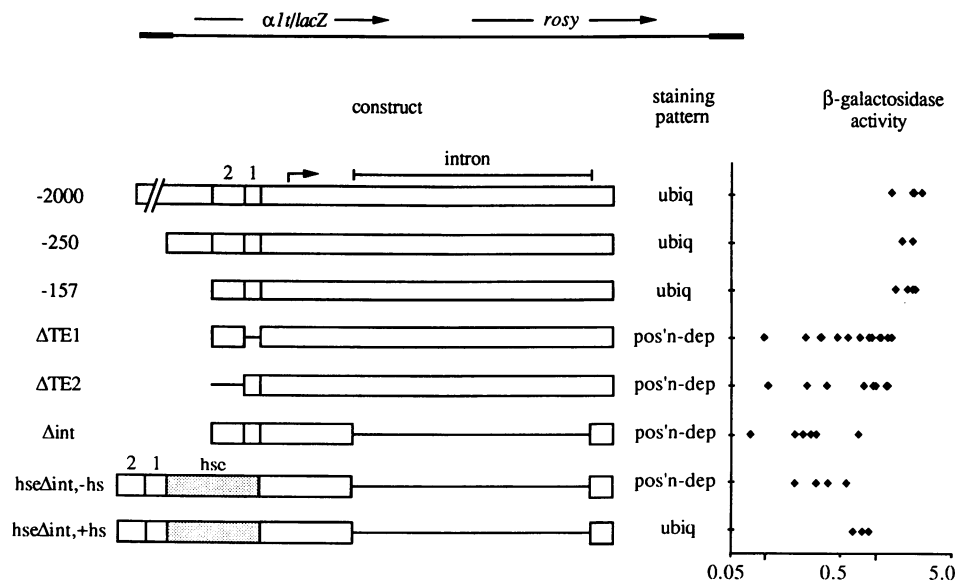 α1t/lacZ rosy
construct
staining pattern
β-galactosidase activity
2 1 intron
-2000 ubiq
-250 ubiq
-157 ubiq
ΔTE1 pos'n-dep
ΔTE2 pos'n-dep
Δint pos'n-dep
2 1 hse
hseΔint,-hs pos'n-dep
hseΔint,+hs ubiq
0.05 0.5 5.0